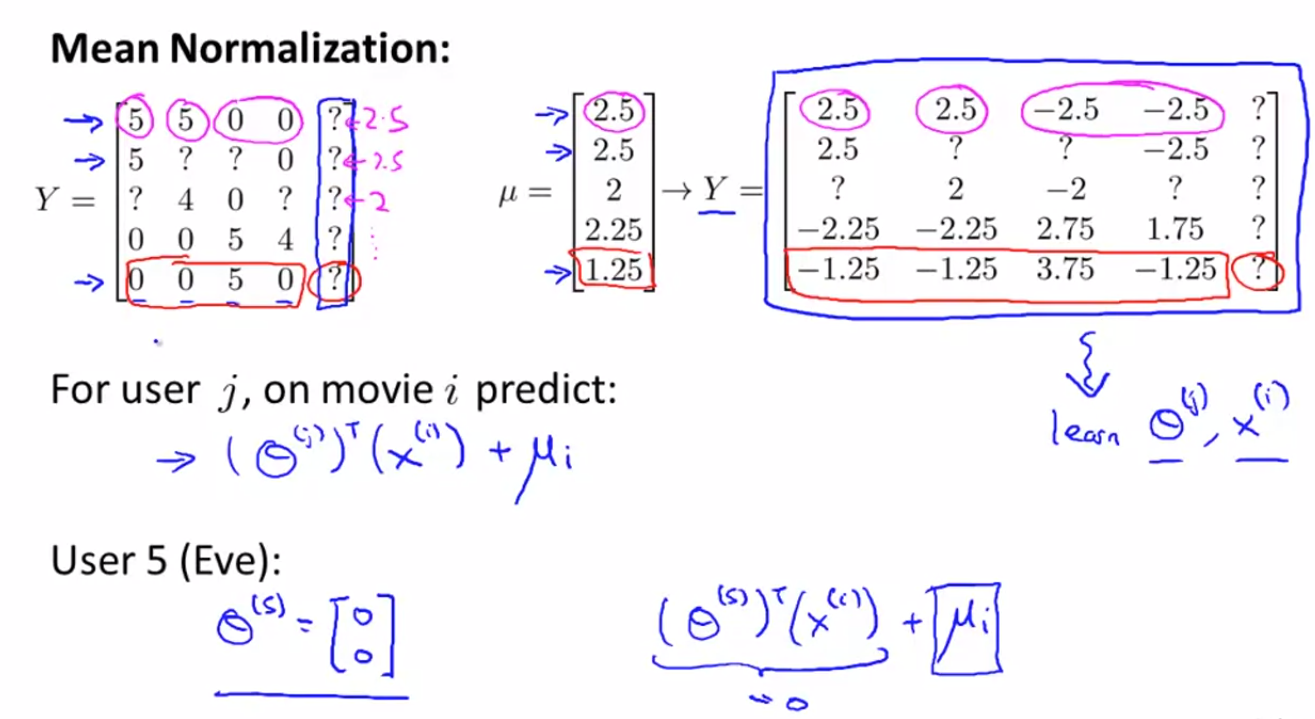 Mean Normalization:
5 5 0 0 ? ←2.5
5 ? ? 0 ? ←2.5
Y = ? 4 0 ? ? ←2
0 0 5 4 ? ⋮
→ 0 0 5 0 ?
→ 2.5
→ 2.5
μ = 2
2.25
→ 1.25
2.5 2.5 −2.5 −2.5 ?
2.5 ? ? −2.5 ?
→ Y = ? 2 −2 ? ?
−2.25 −2.25 2.75 1.75 ?
−1.25 −1.25 3.75 −1.25 ?
learn θ^(j), x^(i)
For user j, on movie i predict:
→ (θ^(j))^T (x^(i)) + μ_i
User 5 (Eve):
θ^(5) = [0 0]
(θ^(5))^T (x^(i)) + μ_i
= 0